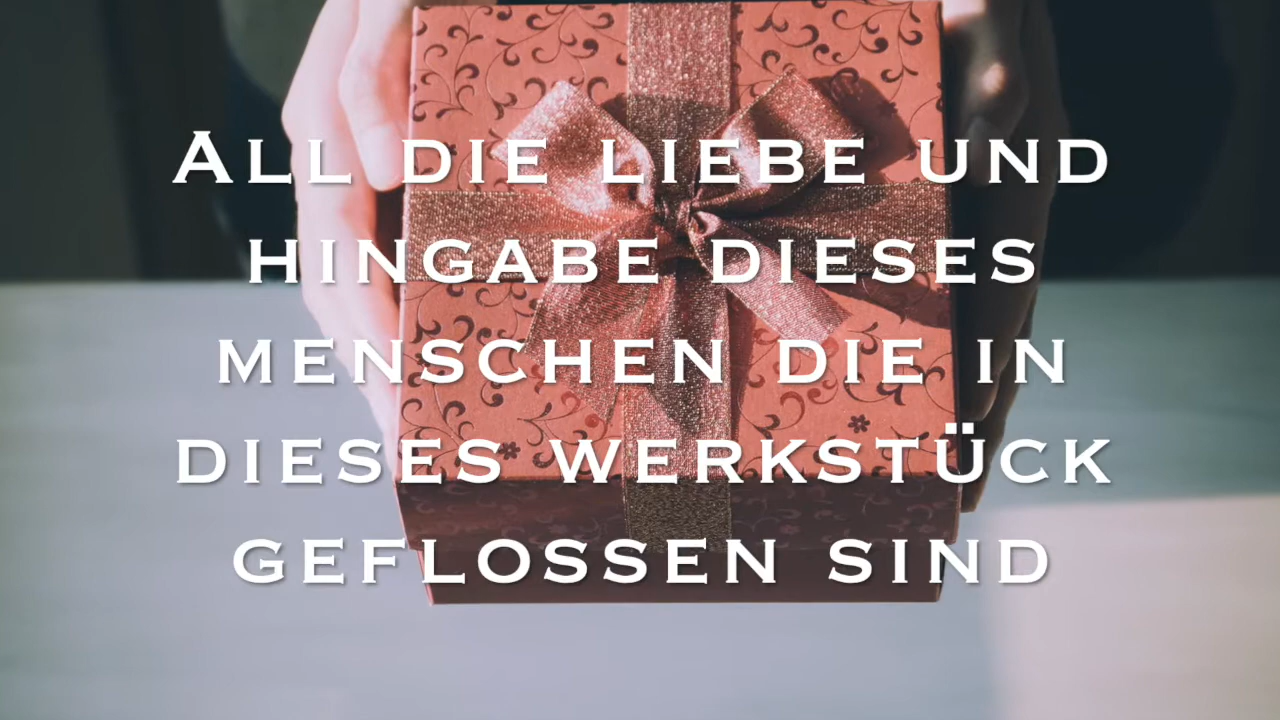 All die liebe und
hingabe dieses
menschen die in
dieses werkstück
geflossen sind